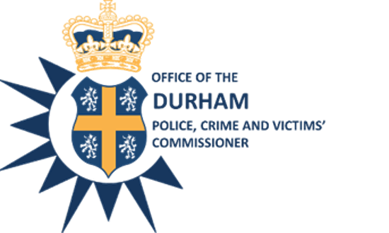 OFFICE OF THE
DURHAM
POLICE, CRIME AND VICTIMS'
COMMISSIONER